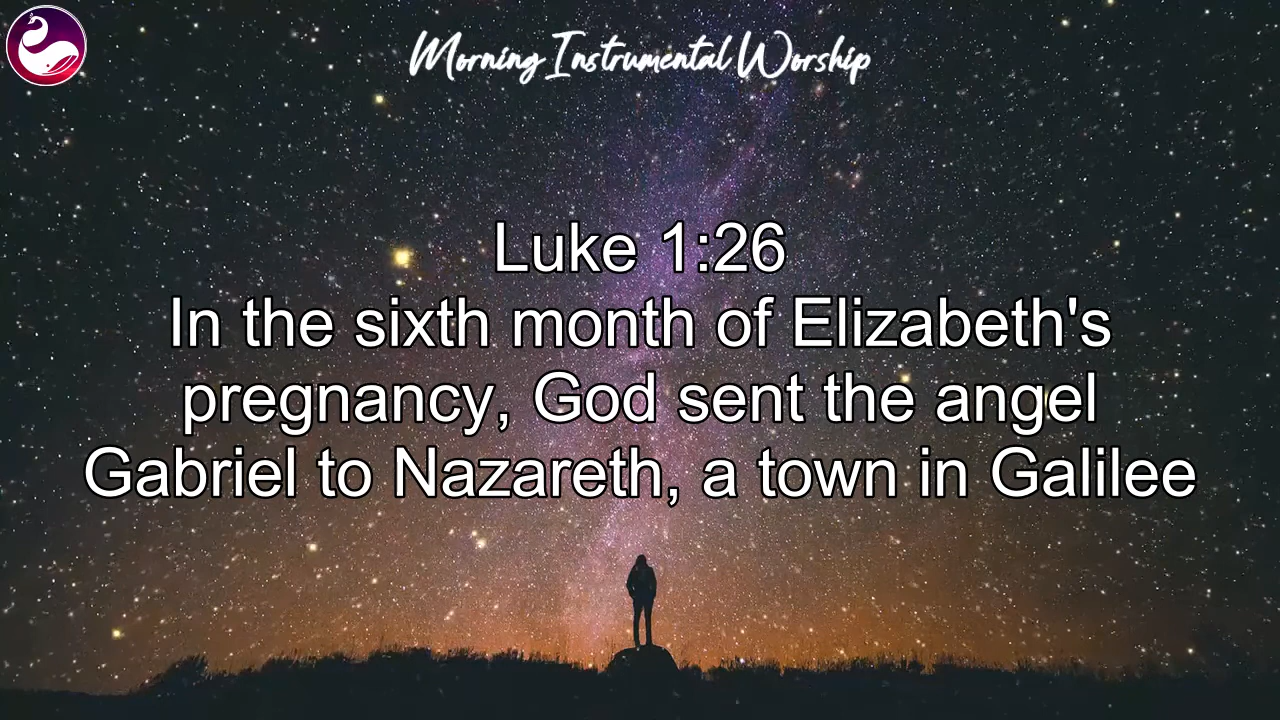 Morning Instrumental Worship
Luke 1:26
In the sixth month of Elizabeth's
pregnancy, God sent the angel
Gabriel to Nazareth, a town in Galilee